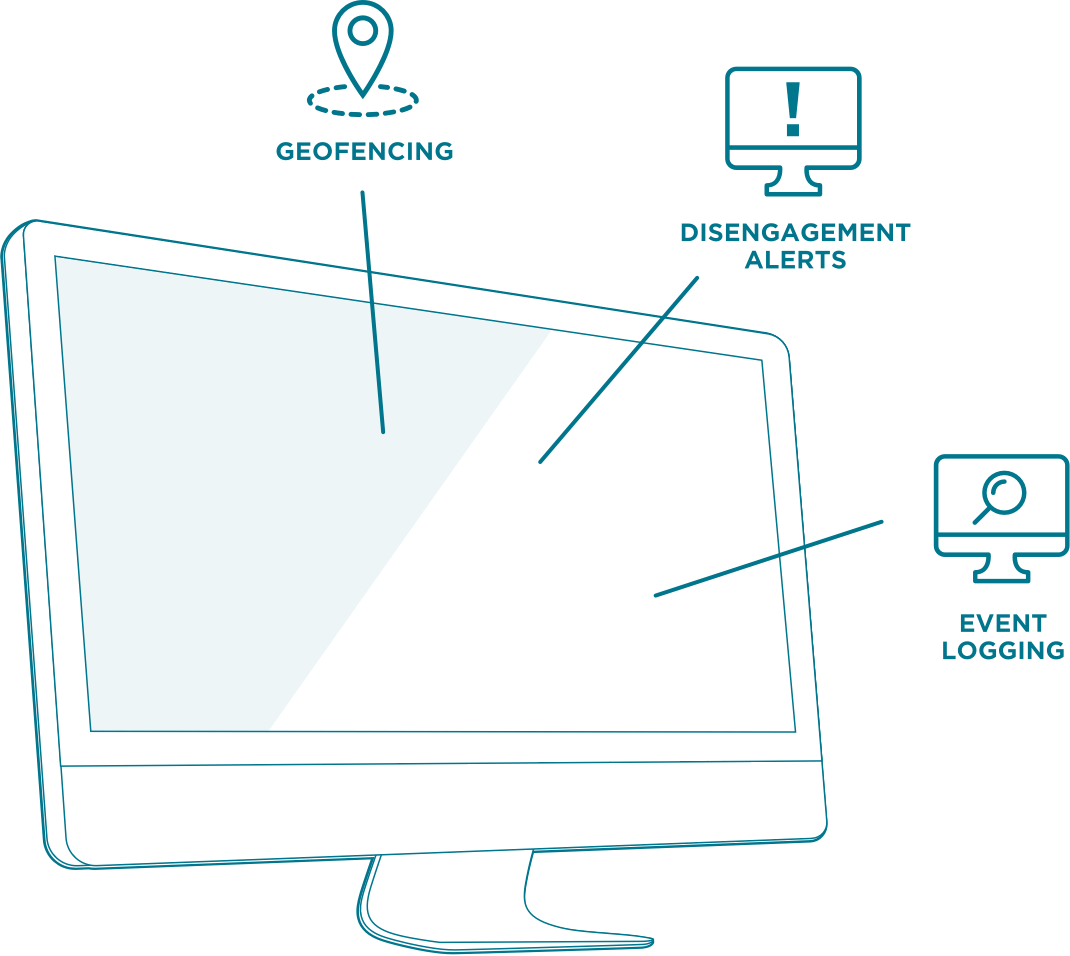 GEOFENCING
DISENGAGEMENT
ALERTS
EVENT
LOGGING